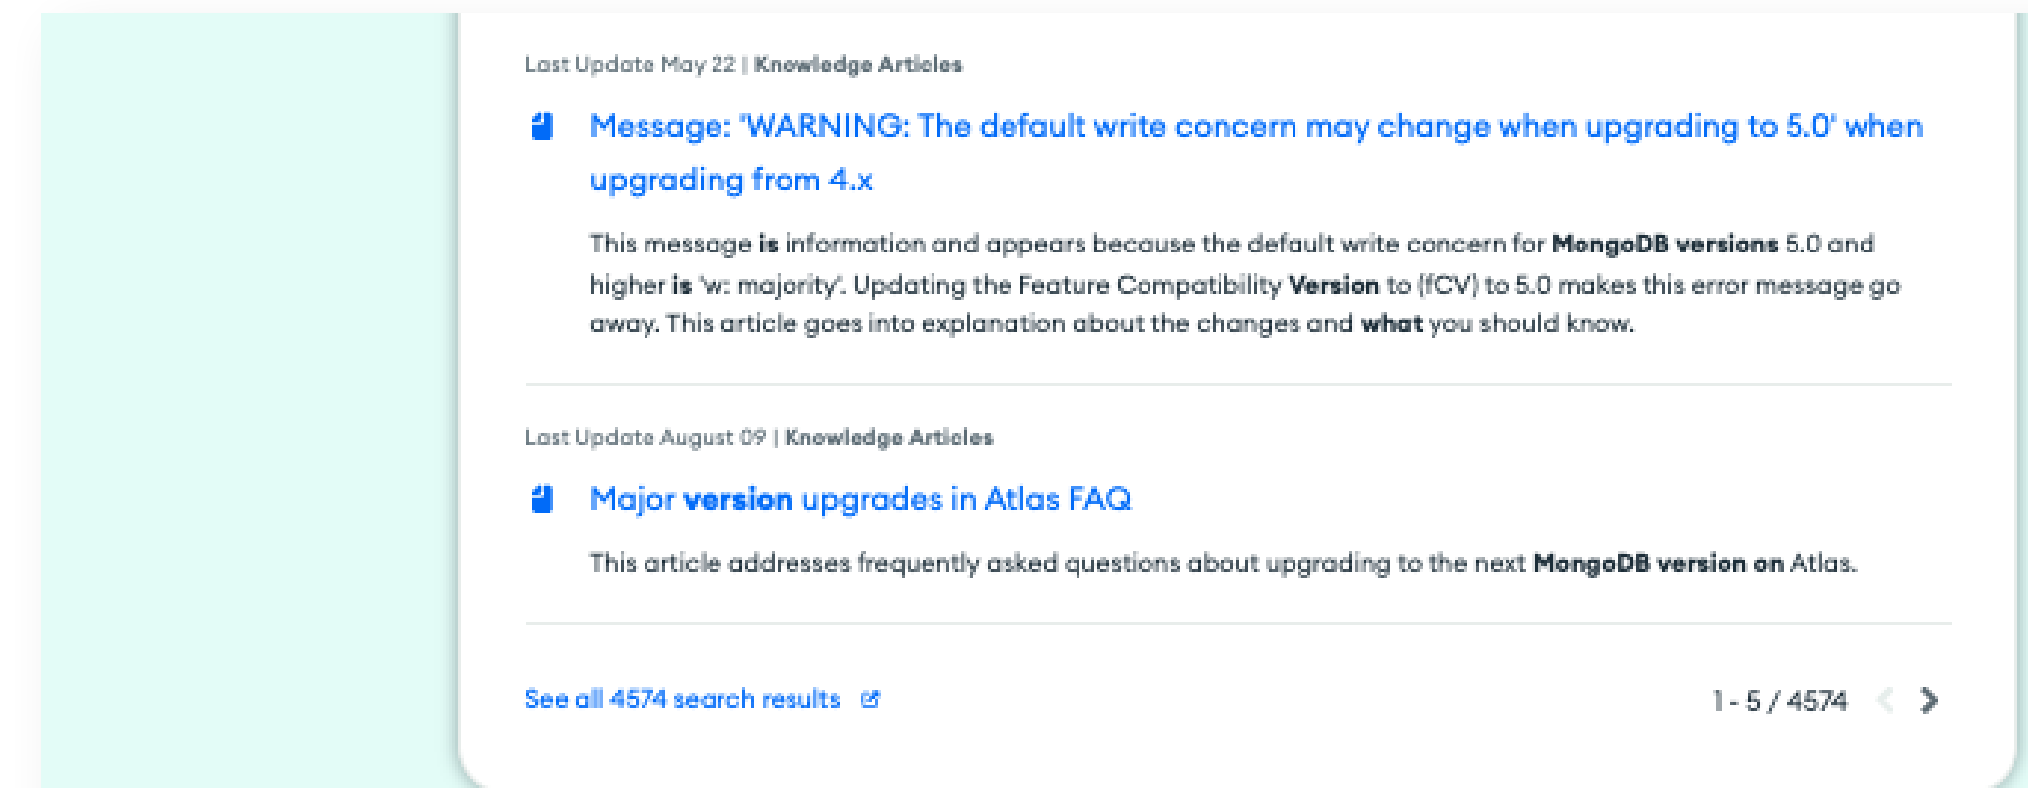 Last Update May 22 | Knowledge Articles
Message: 'WARNING: The default write concern may change when upgrading to 5.0' when
upgrading from 4.x
This message is information and appears because the default write concern for MongoDB versions 5.0 and
higher is 'w: majority'. Updating the Feature Compatibility Version to (fCV) to 5.0 makes this error message go
away. This article goes into explanation about the changes and what you should know.
Last Update August 09 | Knowledge Articles
Major version upgrades in Atlas FAQ
This article addresses frequently asked questions about upgrading to the next MongoDB version on Atlas.
See all 4574 search results
1 - 5 / 4574